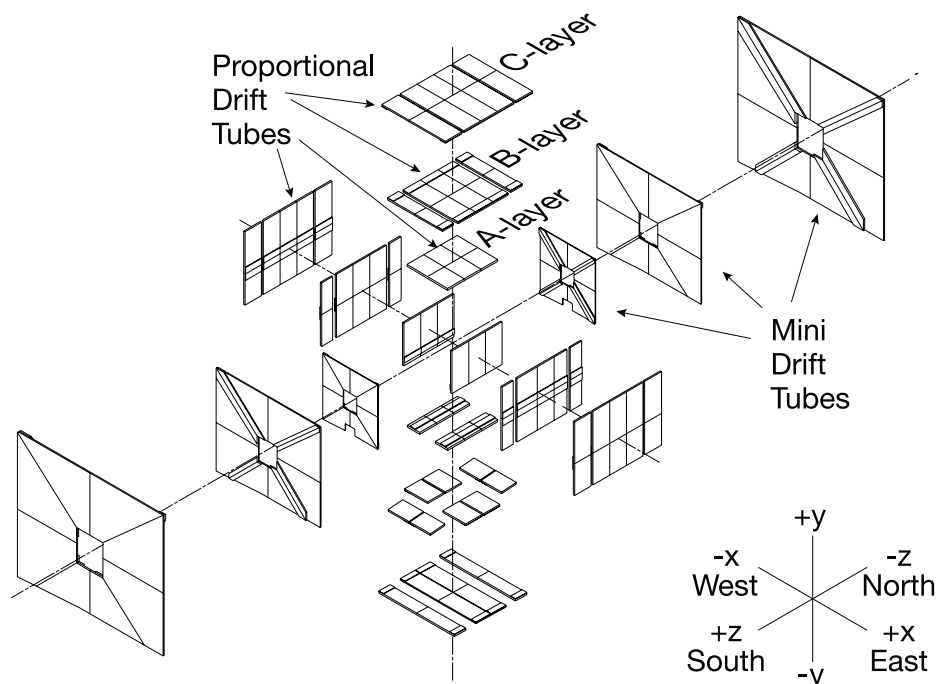 Proportional
Drift
Tubes
C-layer
B-layer
A-layer
Mini
Drift
Tubes
+y
-x
West
-z
North
+z
South
+x
East
-y